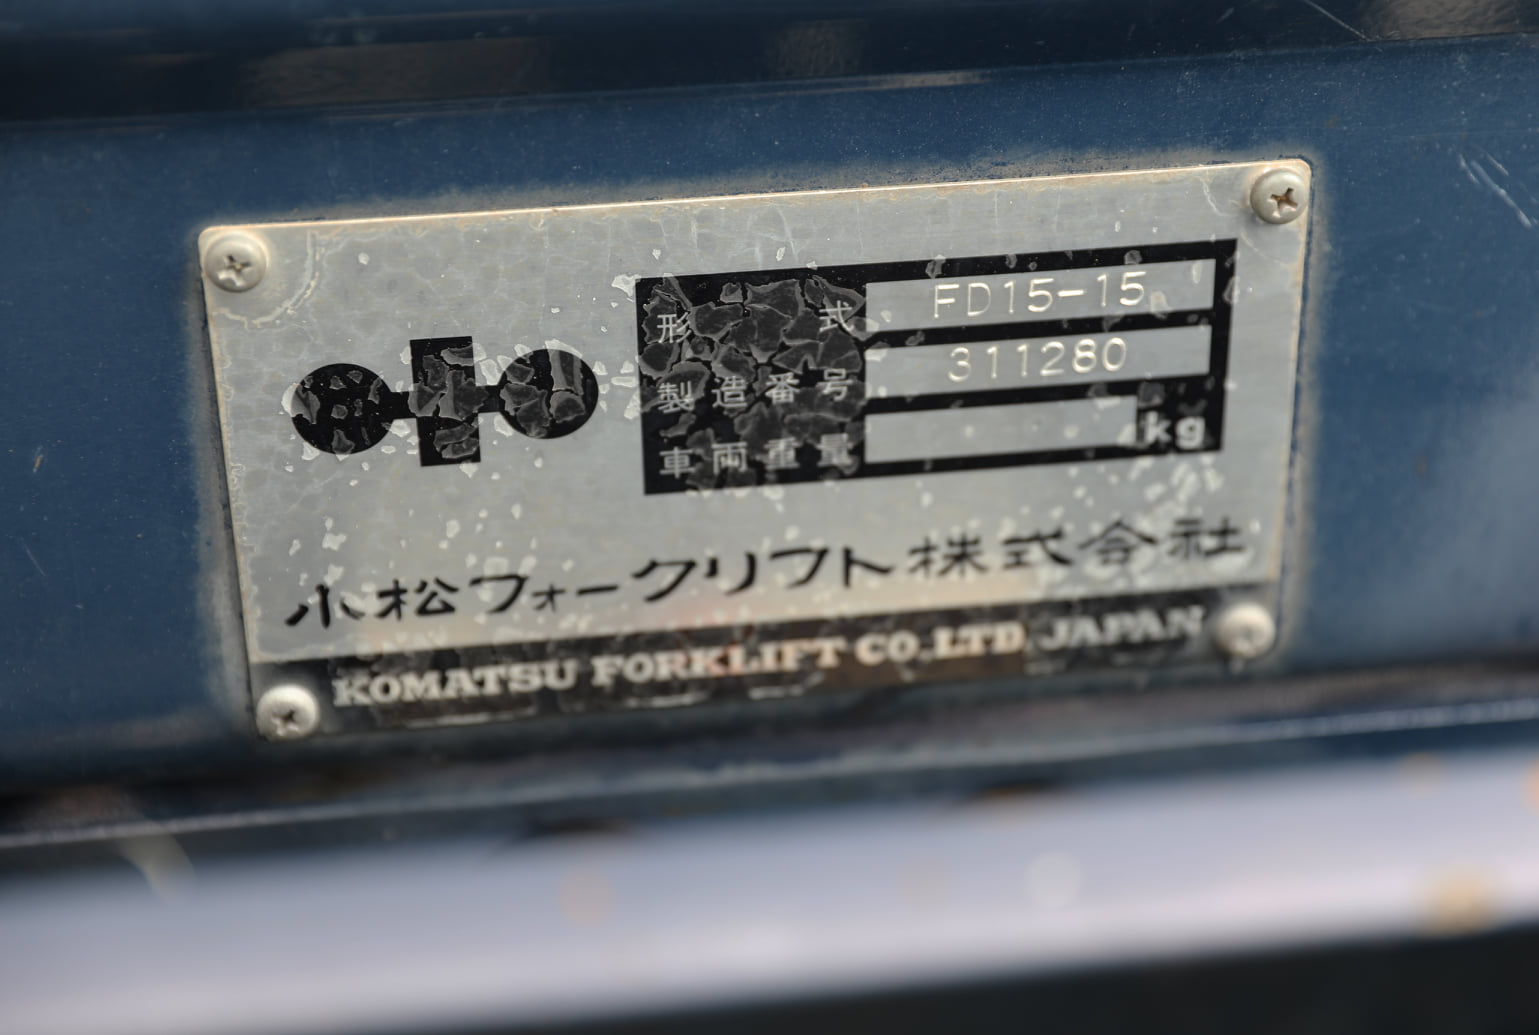 形式 FD15-15
製造番号 311280
車両重量 kg
小松フォークリフト株式会社
KOMATSU FORKLIFT CO.,LTD. JAPAN